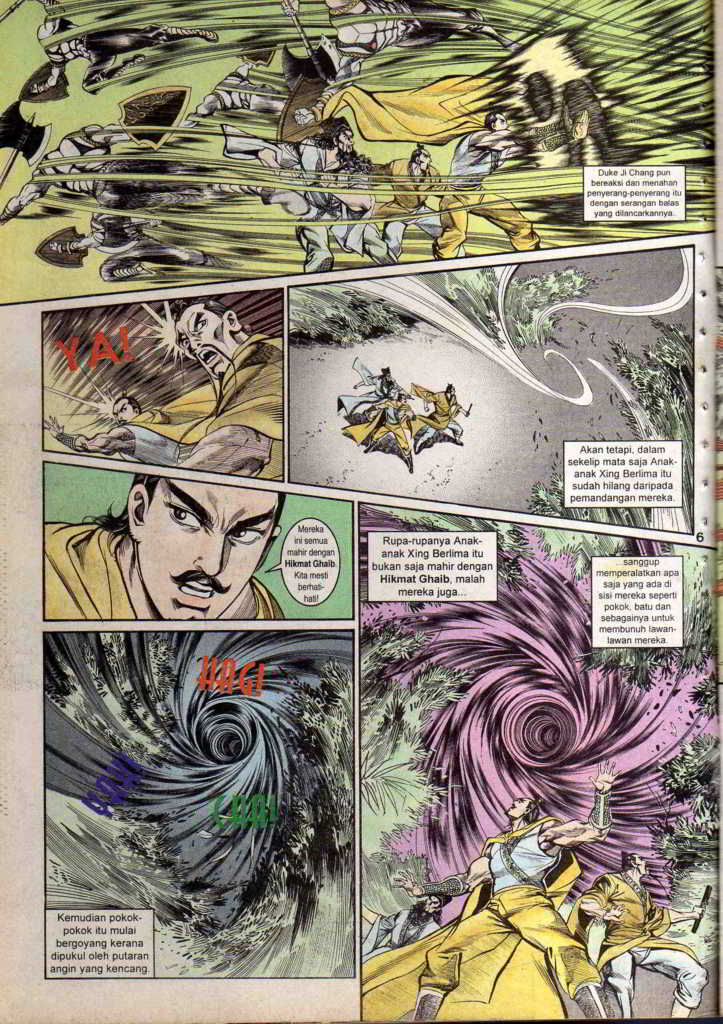 Duke Ji Chang pun
bereaksi dan menahan
penyerang-penyerang itu
dengan serangan balas
yang dilancarkannya.
YA!
Akan tetapi, dalam
sekelip mata saja Anak-
anak Xing Berlima itu
sudah hilang daripada
pemandangan mereka.
6
Mereka
ini semua
mahir dengan
Hikmat Ghaib.
Kita mesti
berhati-
hati!
Rupa-rupanya Anak-
anak Xing Berlima itu
bukan saja mahir dengan
Hikmat Ghaib, malah
mereka juga...
...sanggup
memperalatkan apa
saja yang ada di
sisi mereka seperti
pokok, batu dan
sebagainya untuk
membunuh lawan-
lawan mereka.
HAGI
Kemudian pokok-
pokok itu mulai
bergoyang kerana
dipukul oleh putaran
angin yang kencang.